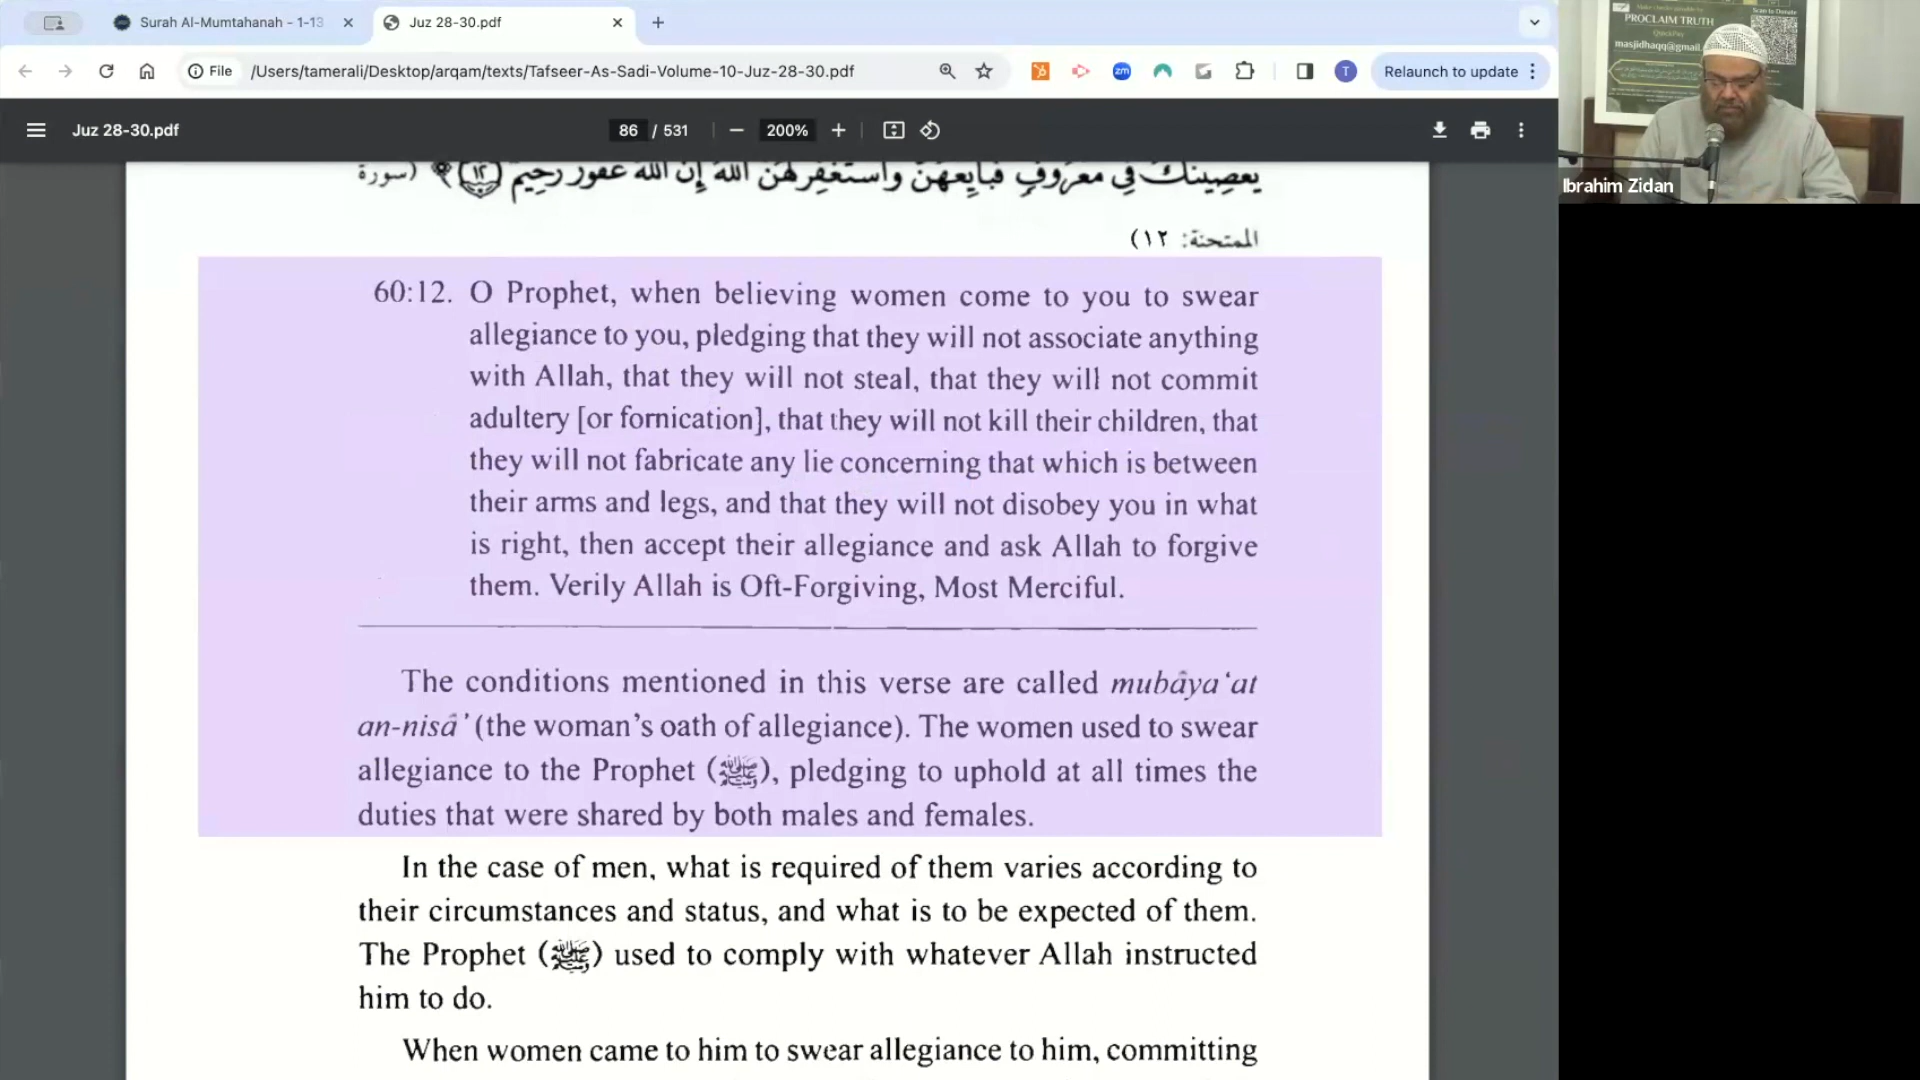 Surah Al-Mumtahanah - 1-13
Juz 28-30.pdf
File
/Users/tamerali/Desktop/arqam/texts/Tafseer-As-Sadi-Volume-10-Juz-28-30.pdf
zm
T
Relaunch to update
Juz 28-30.pdf
86 / 531
200%
يعصينك في معروف فبايعهن واستغفر لهن الله إن الله غفور رحيم ١٢ (سورة
الممتحنة: ١٢)
60:12. O Prophet, when believing women come to you to swear
allegiance to you, pledging that they will not associate anything
with Allah, that they will not steal, that they will not commit
adultery [or fornication], that they will not kill their children, that
they will not fabricate any lie concerning that which is between
their arms and legs, and that they will not disobey you in what
is right, then accept their allegiance and ask Allah to forgive
them. Verily Allah is Oft-Forgiving, Most Merciful.
The conditions mentioned in this verse are called mubâya‘at
an-nisâ’ (the woman’s oath of allegiance). The women used to swear
allegiance to the Prophet (ﷺ), pledging to uphold at all times the
duties that were shared by both males and females.
In the case of men, what is required of them varies according to
their circumstances and status, and what is to be expected of them.
The Prophet (ﷺ) used to comply with whatever Allah instructed
him to do.
When women came to him to swear allegiance to him, committing
Scan to Donate
PROCLAIM TRUTH
QuickPay
masjidhaqq@gmail
Ibrahim Zidan